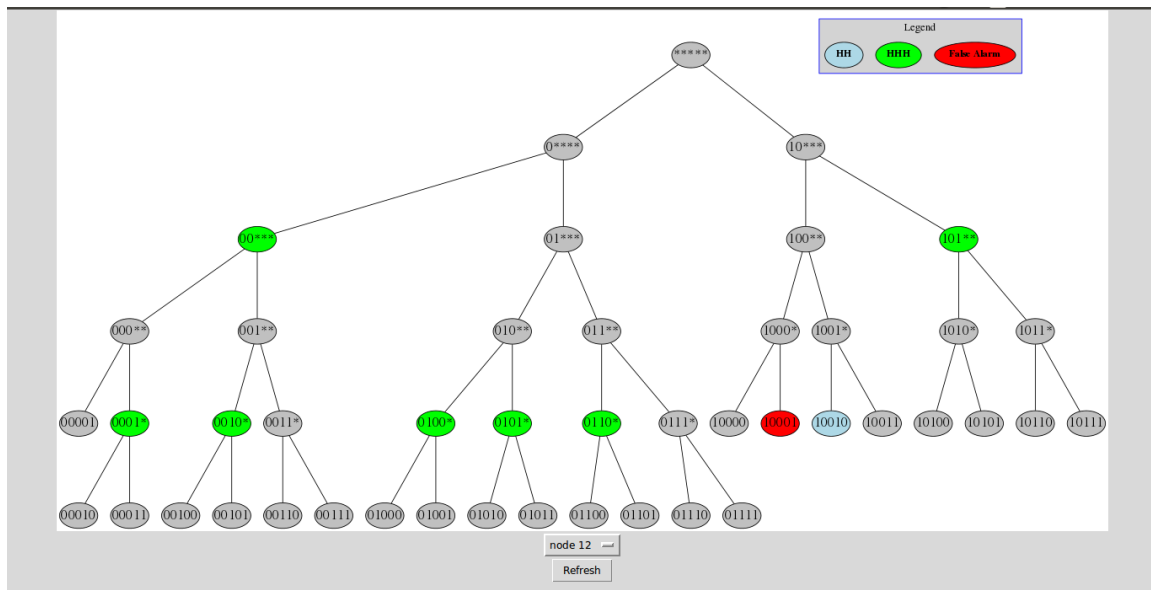 Legend
HH HHH False Alarm
*****
0**** 10***
00*** 01*** 100** 101**
000** 001** 010** 011** 1000* 1001* 1010* 1011*
00001 0001* 0010* 0011* 0100* 0101* 0110* 0111* 10000 10001 10010 10011 10100 10101 10110 10111
00010 00011 00100 00101 00110 00111 01000 01001 01010 01011 01100 01101 01110 01111
node 12
Refresh